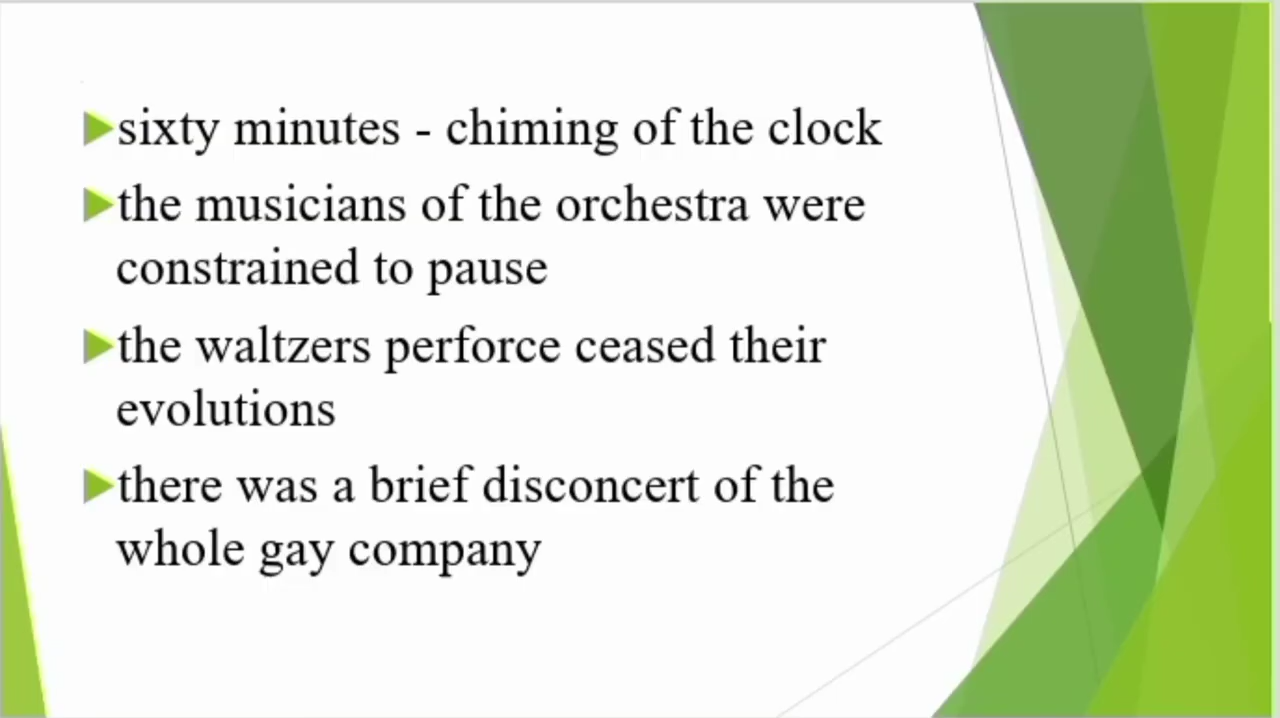 sixty minutes - chiming of the clock
the musicians of the orchestra were
constrained to pause
the waltzers perforce ceased their
evolutions
there was a brief disconcert of the
whole gay company